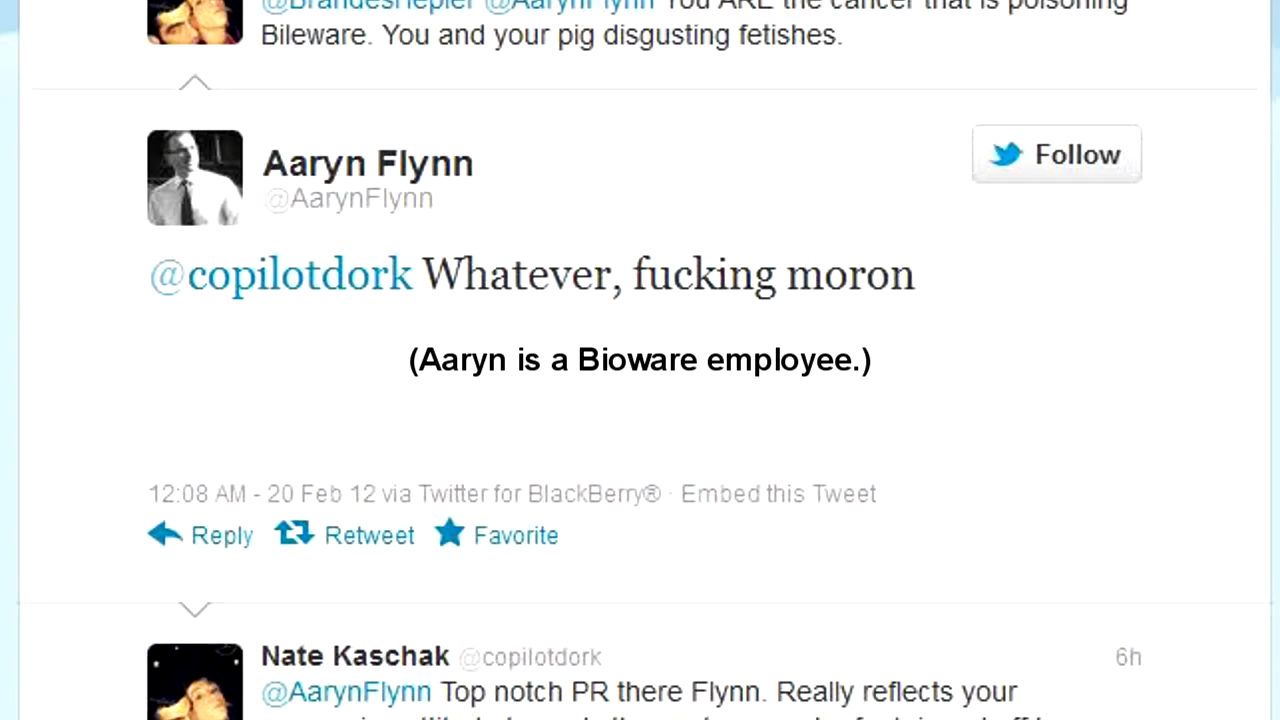 @BrandesHepler @AarynFlynn You ARE the cancer that is poisoning
Bileware. You and your pig disgusting fetishes.
Aaryn Flynn
@AarynFlynn
Follow
@copilotdork Whatever, fucking moron
(Aaryn is a Bioware employee.)
12:08 AM - 20 Feb 12 via Twitter for BlackBerry® · Embed this Tweet
Reply Retweet Favorite
Nate Kaschak @copilotdork 6h
@AarynFlynn Top notch PR there Flynn. Really reflects your